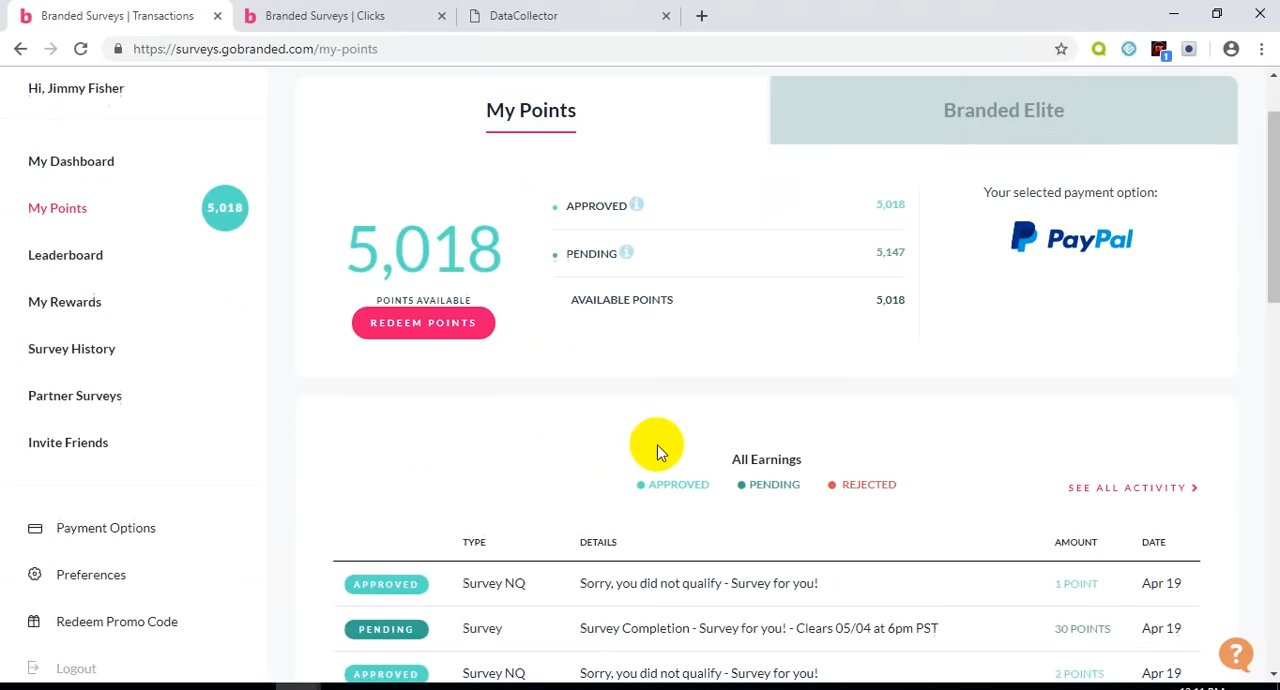 Branded Surveys | Transactions
Branded Surveys | Clicks
DataCollector
https://surveys.gobranded.com/my-points
1
Hi, Jimmy Fisher
My Dashboard
My Points 5,018
Leaderboard
My Rewards
Survey History
Partner Surveys
Invite Friends
Payment Options
Preferences
Redeem Promo Code
Logout
My Points
Branded Elite
5,018
POINTS AVAILABLE
REDEEM POINTS
APPROVED i 5,018
PENDING i 5,147
AVAILABLE POINTS 5,018
Your selected payment option:
PayPal
All Earnings
APPROVED PENDING REJECTED
SEE ALL ACTIVITY >
TYPE DETAILS AMOUNT DATE
APPROVED Survey NQ Sorry, you did not qualify - Survey for you! 1 POINT Apr 19
PENDING Survey Survey Completion - Survey for you! - Clears 05/04 at 6pm PST 30 POINTS Apr 19
APPROVED Survey NQ Sorry, you did not qualify - Survey for you! 2 POINTS Apr 19
?